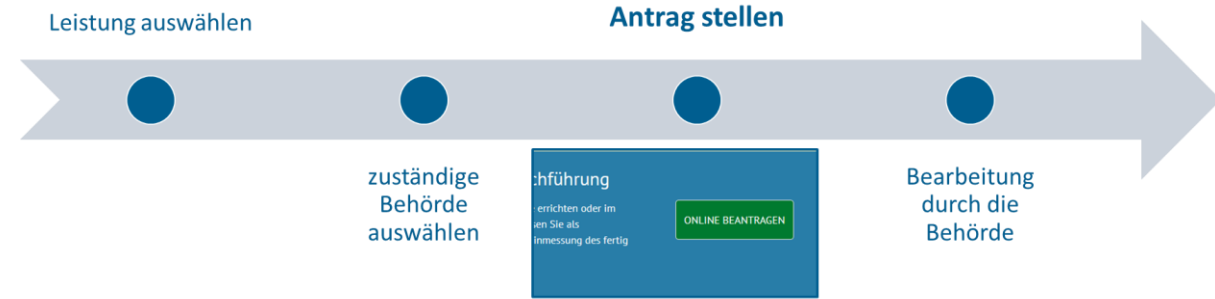 Leistung auswählen
Antrag stellen
zuständige
Behörde
auswählen
chführung
errichten oder im
sen Sie als
inmessung des fertig
ONLINE BEANTRAGEN
Bearbeitung
durch die
Behörde